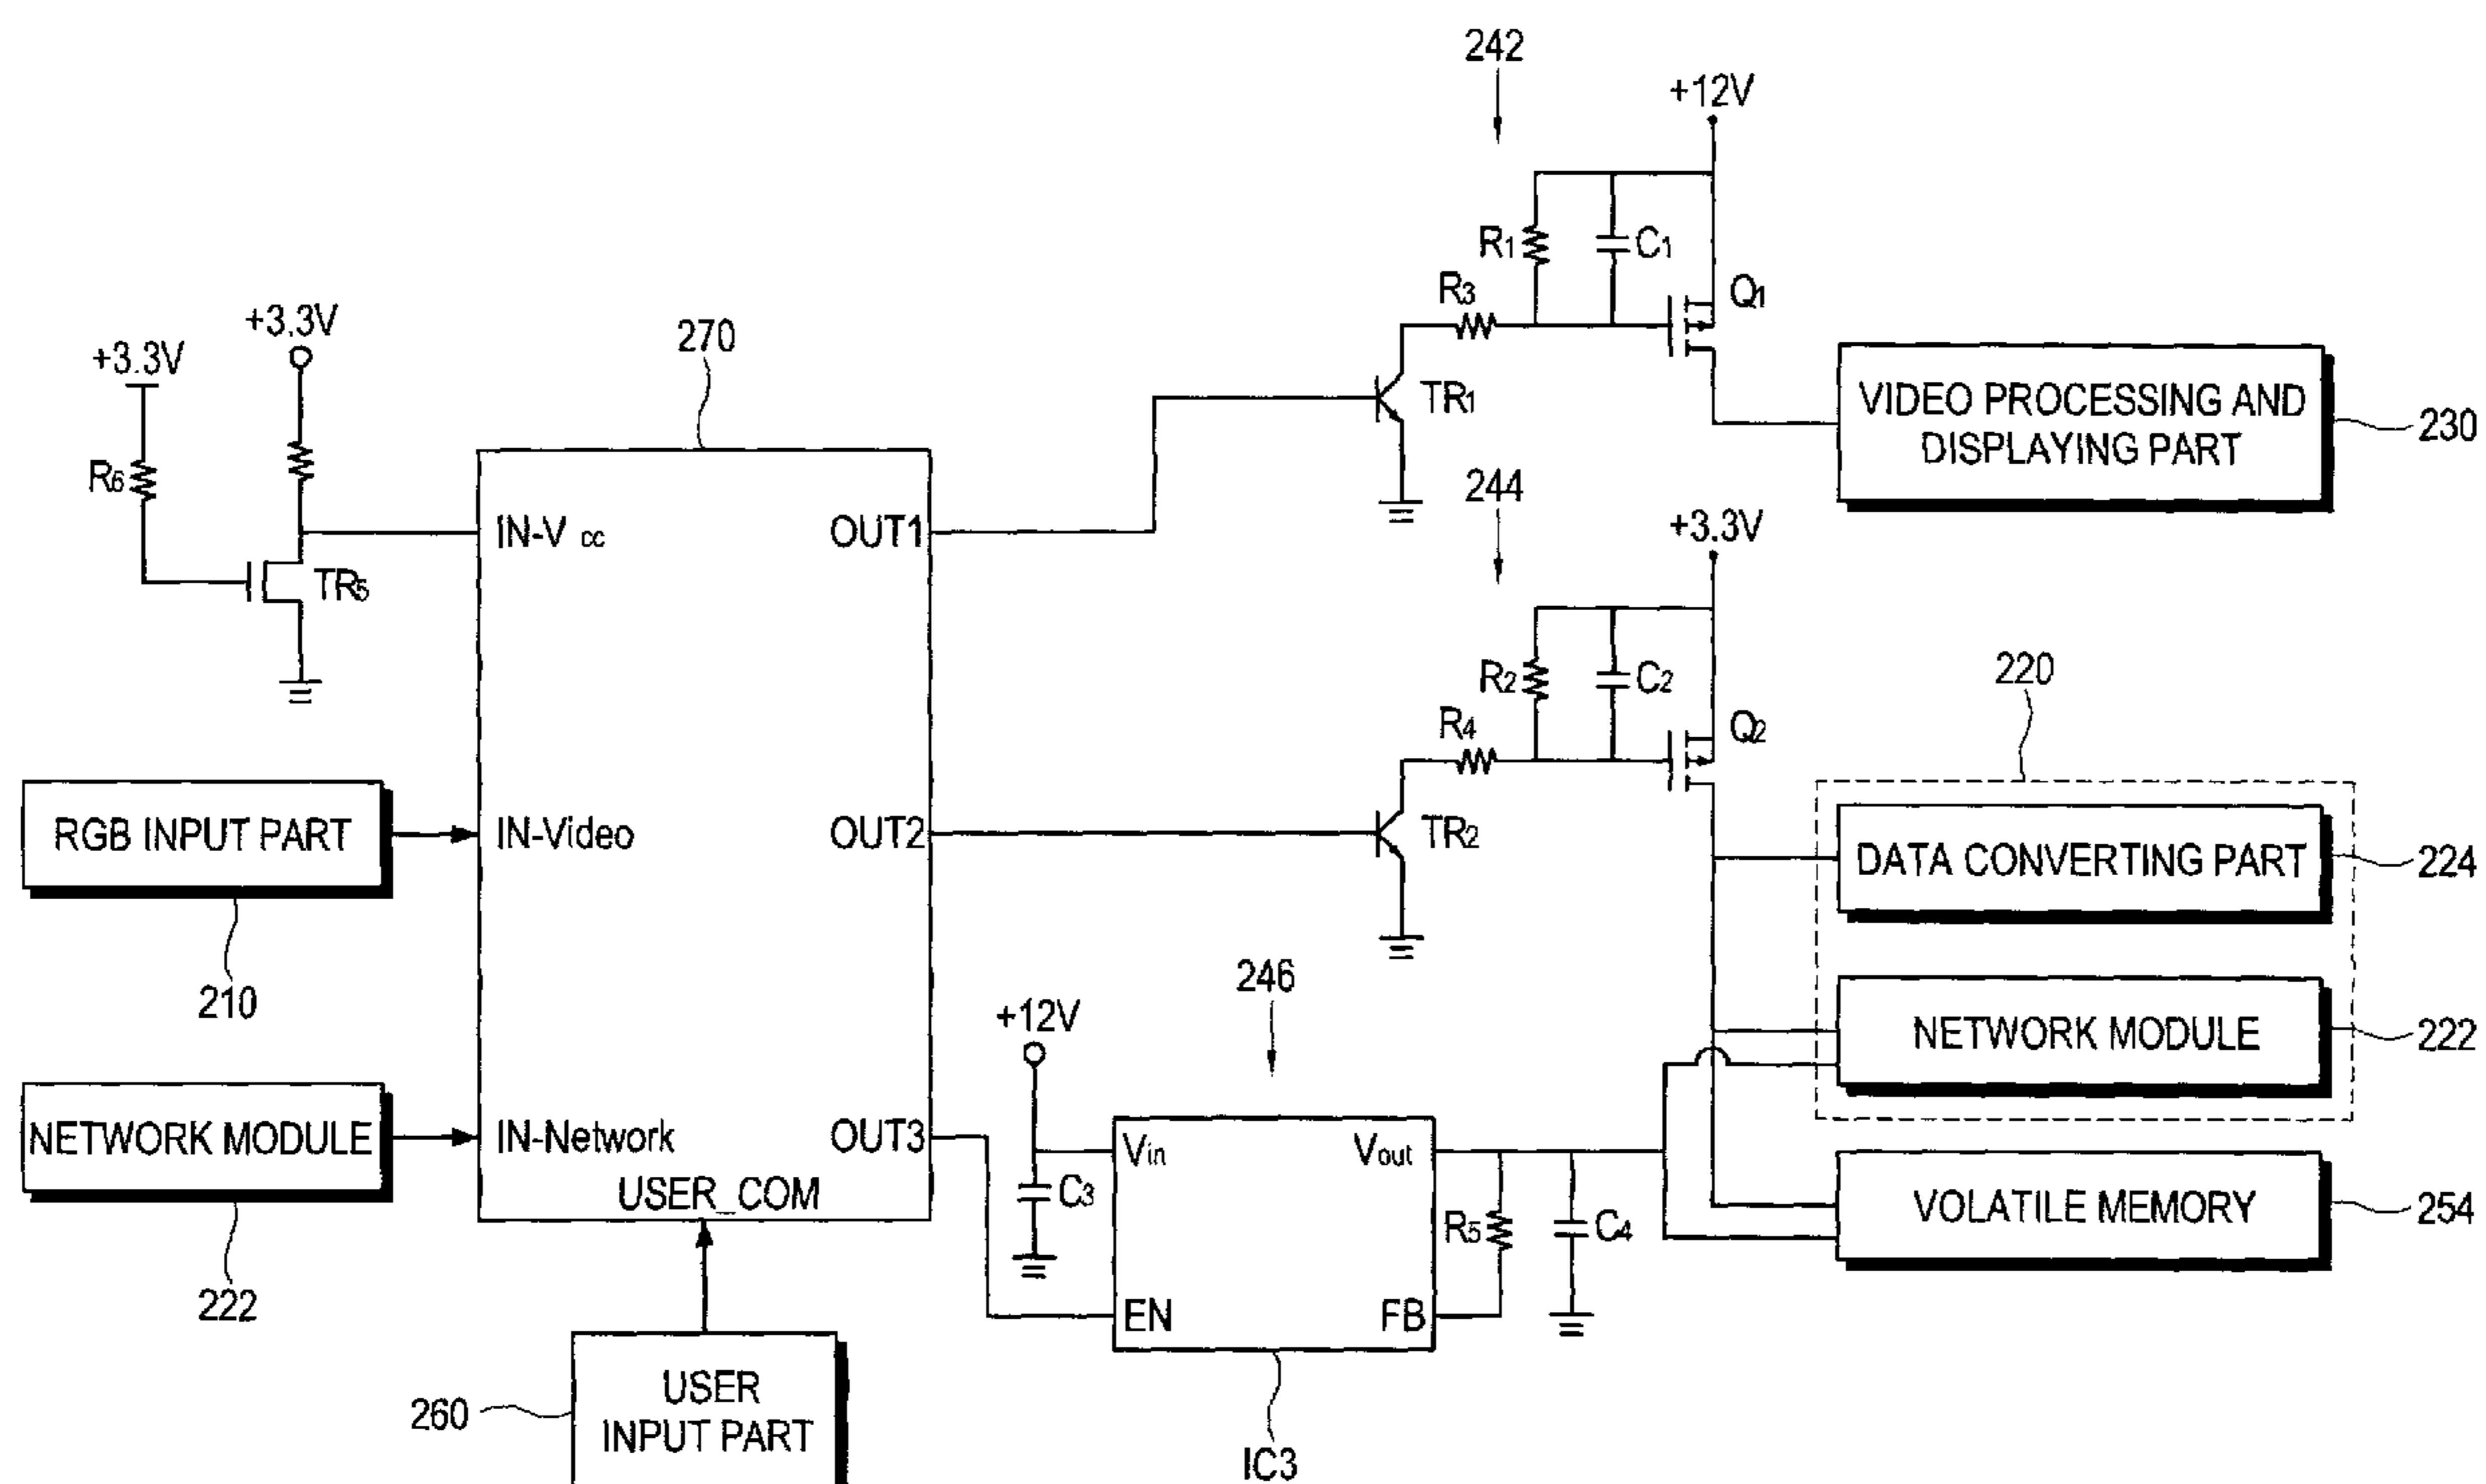 242
+12V
R1
C1
R3
Q1
+3.3V
+3.3V
270
TR1
VIDEO PROCESSING AND
DISPLAYING PART
230
R6
244
+3.3V
IN-V cc
OUT1
TR5
220
R2
C2
R4
Q2
RGB INPUT PART
IN-Video
OUT2
TR2
DATA CONVERTING PART
224
210
246
+12V
NETWORK MODULE
222
NETWORK MODULE
IN-Network
OUT3
USER_COM
Vin
Vout
C3
R5
C4
VOLATILE MEMORY
254
222
EN
FB
260
USER
INPUT PART
IC3